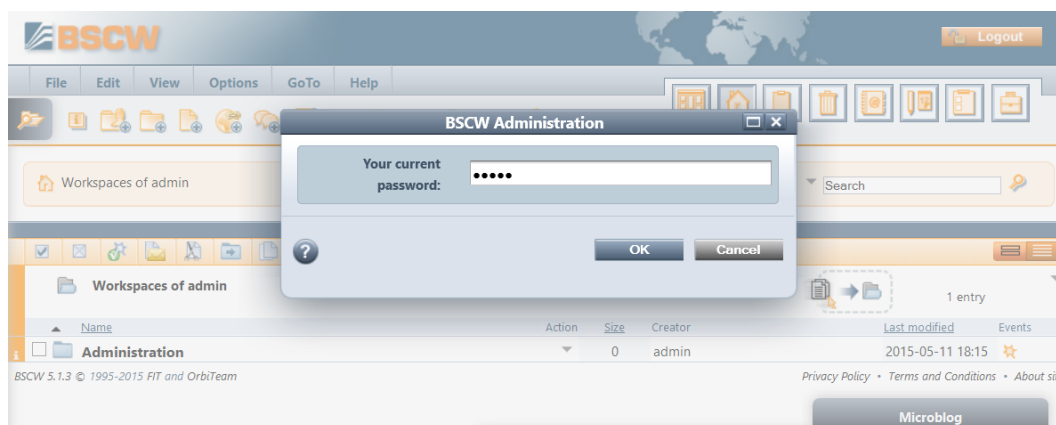 BSCW
Logout
File Edit View Options GoTo Help
BSCW Administration
Your current
password:
•••••
OK Cancel
Workspaces of admin
Search
Workspaces of admin
1 entry
Name Action Size Creator Last modified Events
Administration 0 admin 2015-05-11 18:15
BSCW 5.1.3 © 1995-2015 FIT and OrbiTeam
Privacy Policy • Terms and Conditions • About
Microblog